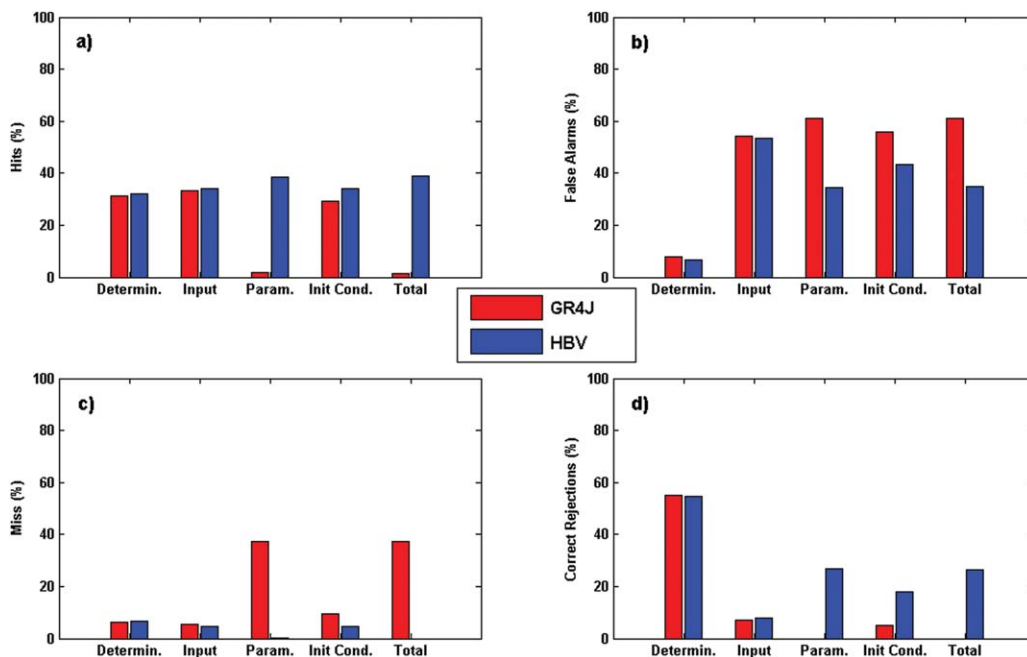 a)
Hits (%)
100
80
60
40
20
0
Determin. Input Param. Init Cond. Total
b)
False Alarms (%)
100
80
60
40
20
0
Determin. Input Param. Init Cond. Total
GR4J
HBV
c)
Miss (%)
100
80
60
40
20
0
Determin. Input Param. Init Cond. Total
d)
Correct Rejections (%)
100
80
60
40
20
0
Determin. Input Param. Init Cond. Total